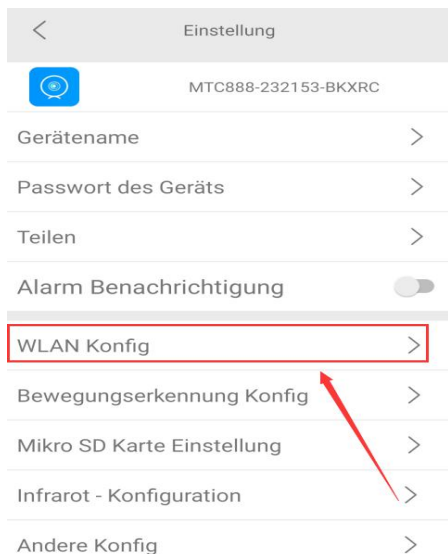 Einstellung
MTC888-232153-BKXRC
Gerätename
Passwort des Geräts
Teilen
Alarm Benachrichtigung
WLAN Konfig
Bewegungserkennung Konfig
Mikro SD Karte Einstellung
Infrarot - Konfiguration
Andere Konfig